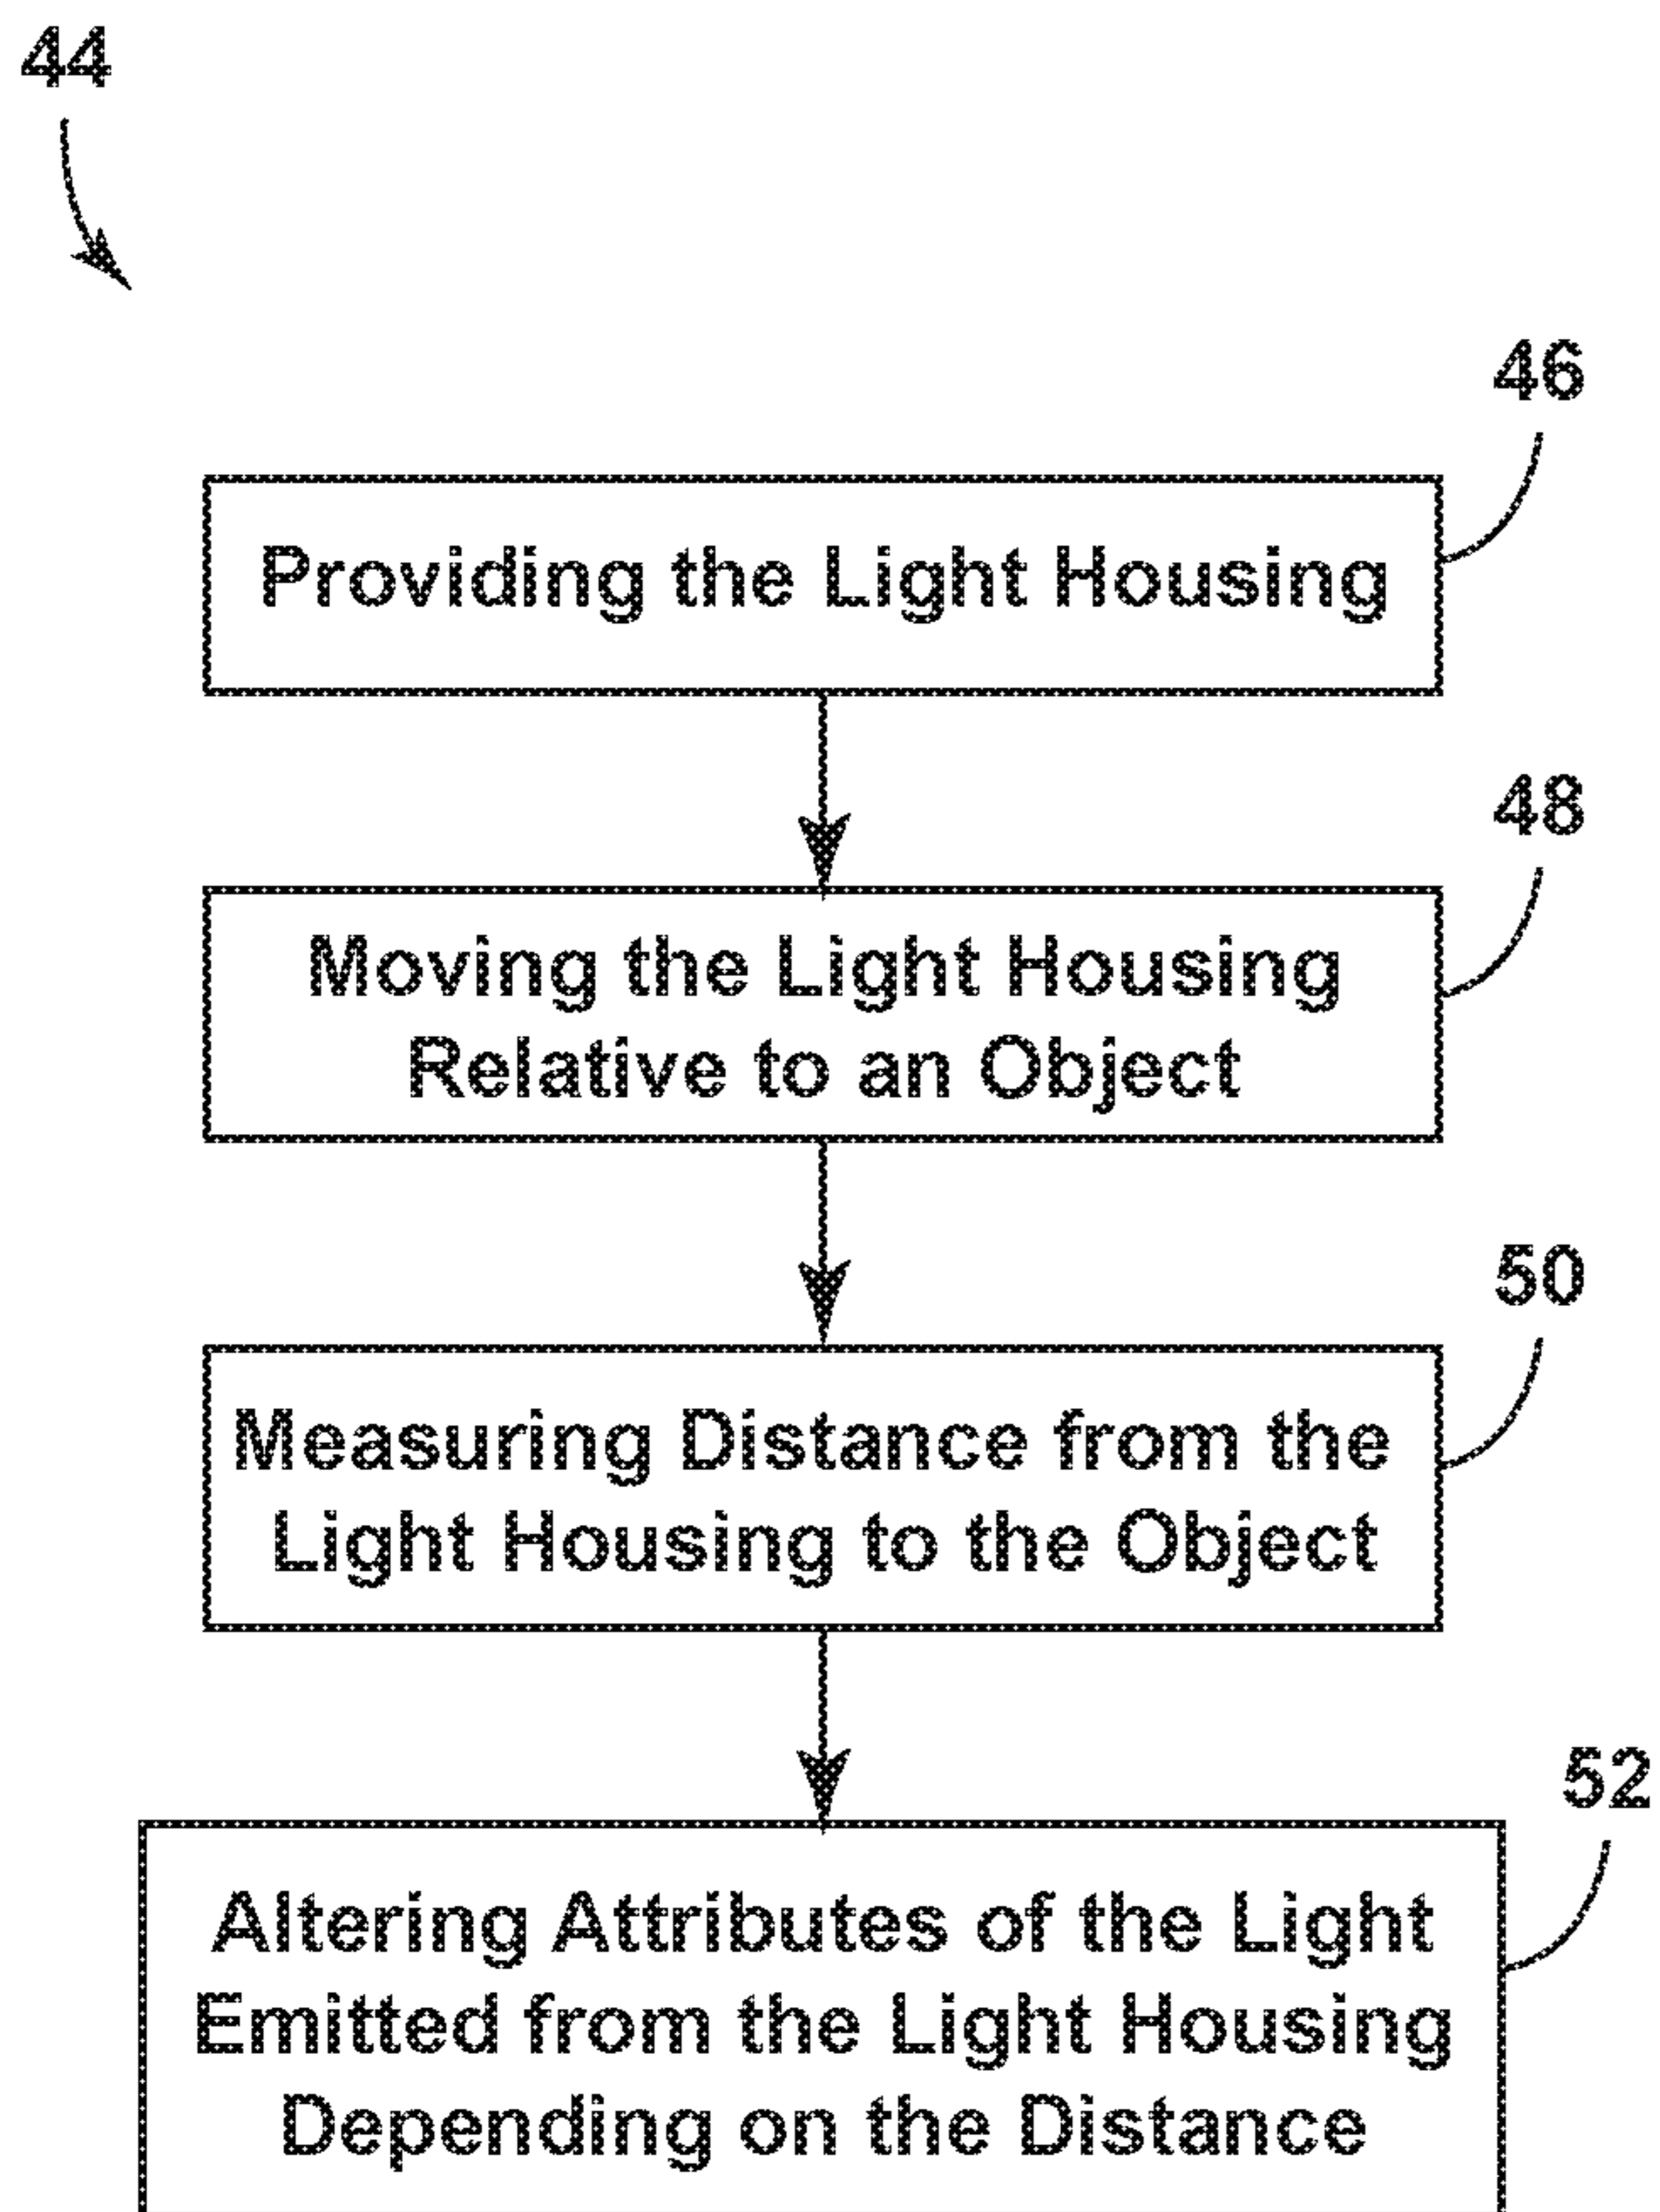 44
46
Providing the Light Housing
48
Moving the Light Housing
Relative to an Object
50
Measuring Distance from the
Light Housing to the Object
52
Altering Attributes of the Light
Emitted from the Light Housing
Depending on the Distance